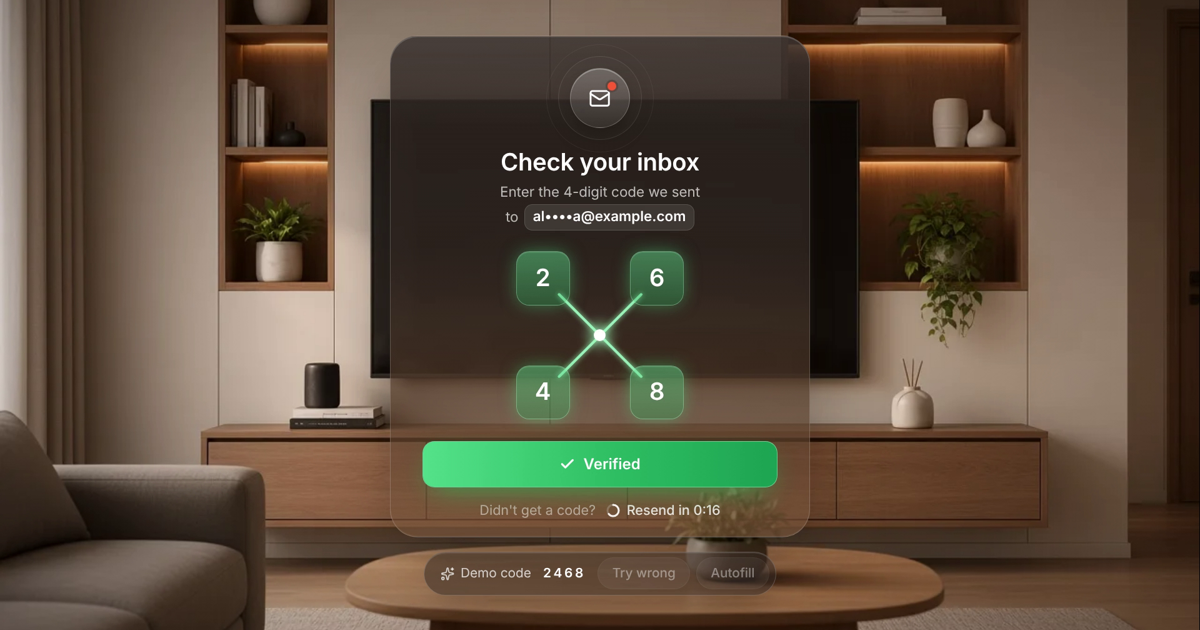 Check your inbox
Enter the 4-digit code we sent
to al••••a@example.com
2 6
4 8
Verified
Didn't get a code? Resend in 0:16
Demo code 2468 Try wrong Autofill